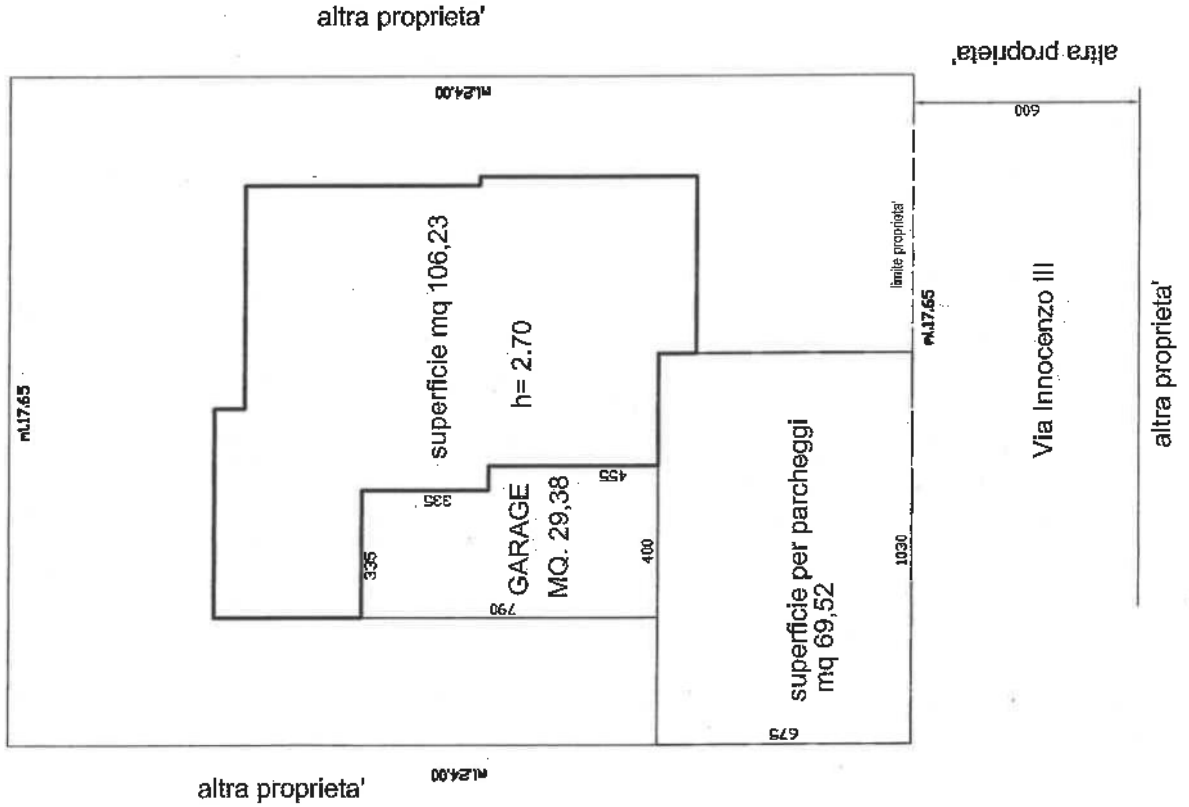 altra proprieta'
altra proprieta'
ml.24.00
600
ml.17.65
superficie mq 106,23
h= 2.70
limite proprieta'
ml.17.65
Via Innocenzo III
altra proprieta'
335
335
455
GARAGE
MQ. 29,38
400
790
superficie per parcheggi
mq 69,52
1030
675
ml.24.00
altra proprieta'